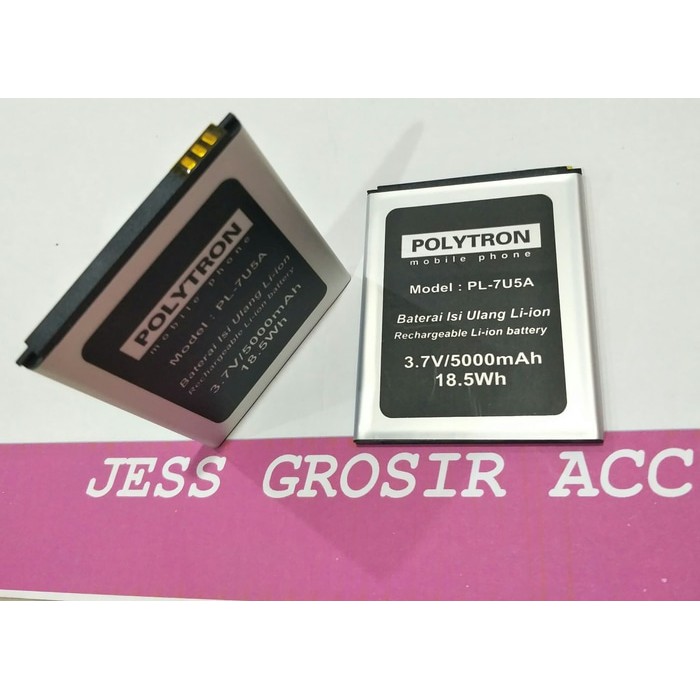 POLYTRON
mobile phone
Model : PL-7U5A
Baterai Isi Ulang Li-ion
Rechargeable Li-ion battery
3.7V/5000mAh
18.5Wh
POLYTRON
mobile phone
Model : PL-7U5A
Baterai Isi Ulang Li-ion
Rechargeable Li-ion battery
3.7V/5000mAh
18.5Wh
JESS GROSIR ACC